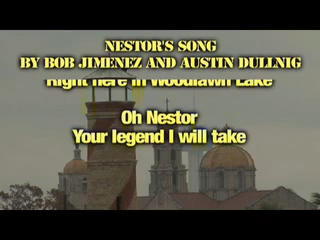 NESTOR'S SONG
BY BOB JIMENEZ AND AUSTIN DULLNIG
Right here in Woodlawn Lake
Oh Nestor
Your legend I will take